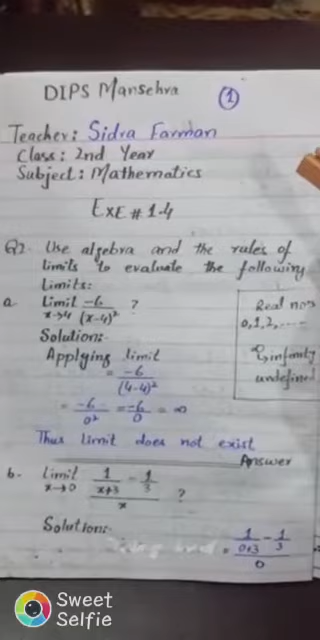 DIPS Mansehra
①
Teacher: Sidra Farman
Class: 2nd Year
Subject: Mathematics
EXE # 1.4
Q2. Use algebra and the rules of
limits to evaluate the following
Limits:
a. Limit x→4 -6/(x-4)² ?
Real nos
0,1,2,....
∞, infinity
undefined
Solution:-
Applying limit
= -6/(4-4)²
= -6/0² = -6/0 = ∞
Thus limit does not exist
Answer
b. Limit x→0 (1/(x+3) - 1/3)/x ?
Solution:-
= (1/(0+3) - 1/3)/0
Sweet
Selfie